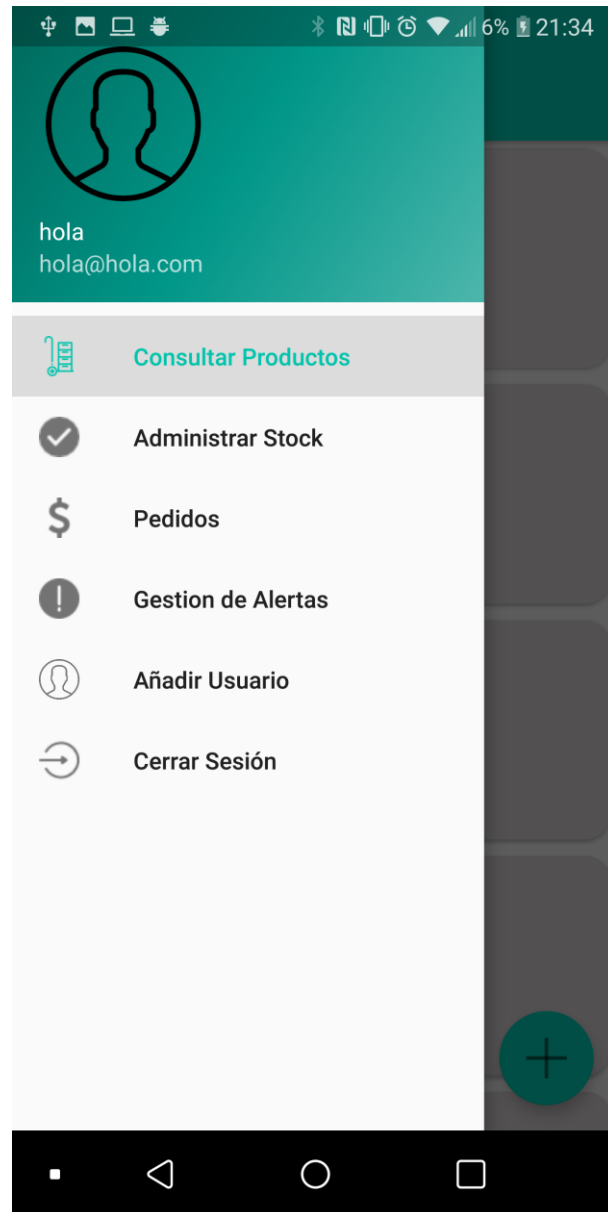 6% 21:34
hola
hola@hola.com
Consultar Productos
Administrar Stock
Pedidos
Gestion de Alertas
Añadir Usuario
Cerrar Sesión